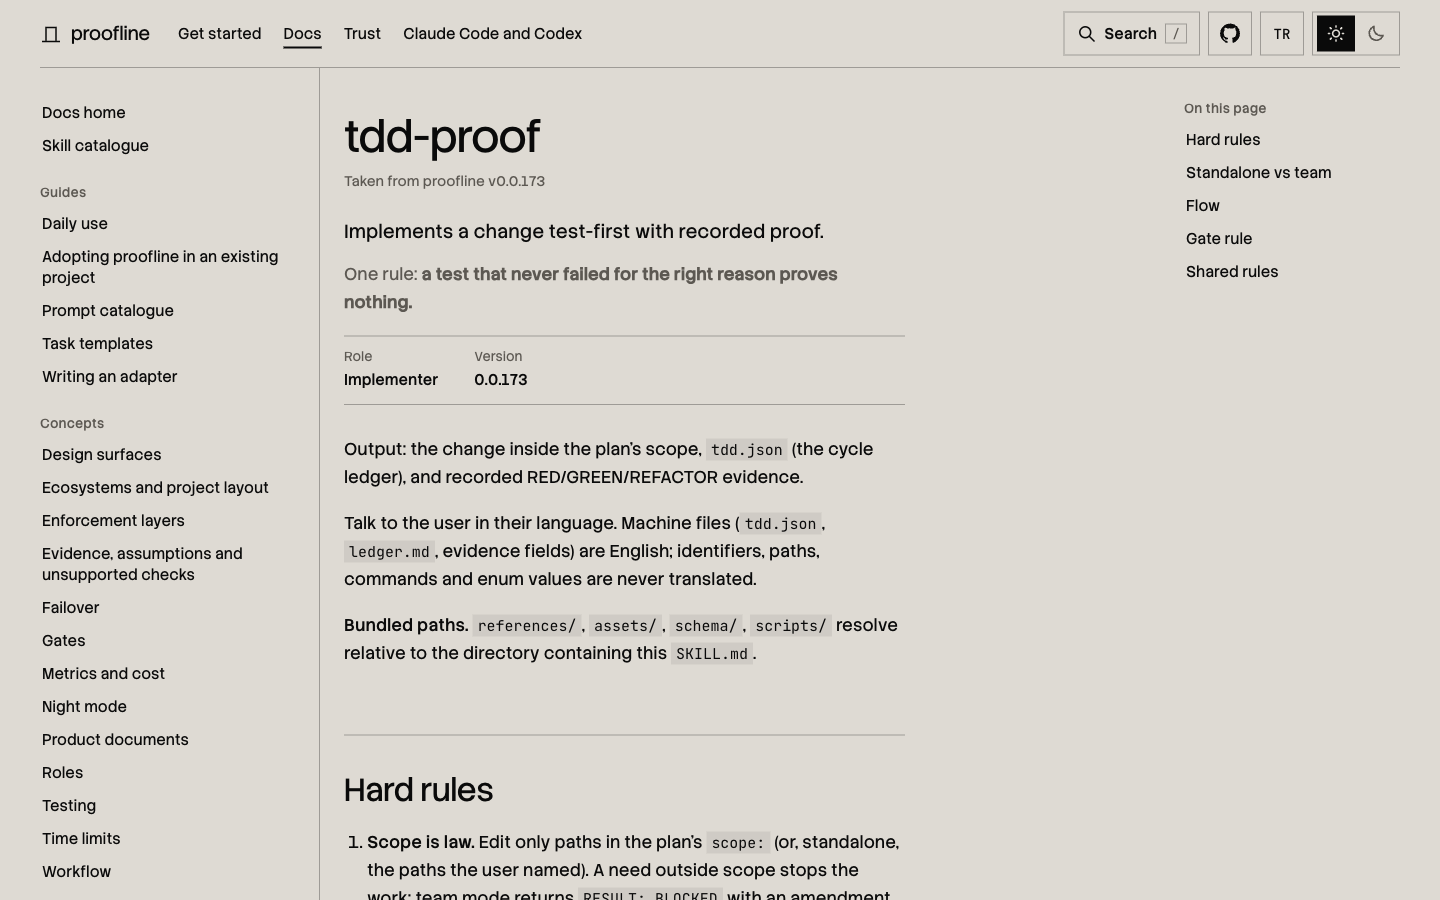 proofline
Get started
Docs
Trust
Claude Code and Codex
Search /
TR
Docs home
Skill catalogue
Guides
Daily use
Adopting proofline in an existing
project
Prompt catalogue
Task templates
Writing an adapter
Concepts
Design surfaces
Ecosystems and project layout
Enforcement layers
Evidence, assumptions and
unsupported checks
Failover
Gates
Metrics and cost
Night mode
Product documents
Roles
Testing
Time limits
Workflow
tdd-proof
Taken from proofline v0.0.173
Implements a change test-first with recorded proof.
One rule: a test that never failed for the right reason proves
nothing.
Role
Implementer
Version
0.0.173
Output: the change inside the plan's scope, tdd.json (the cycle
ledger), and recorded RED/GREEN/REFACTOR evidence.
Talk to the user in their language. Machine files (tdd.json,
ledger.md, evidence fields) are English; identifiers, paths,
commands and enum values are never translated.
Bundled paths. references/, assets/, schema/, scripts/ resolve
relative to the directory containing this SKILL.md.
Hard rules
1. Scope is law. Edit only paths in the plan's scope: (or, standalone,
the paths the user named). A need outside scope stops the
work: team mode returns RESULT: BLOCKED with an amendment
On this page
Hard rules
Standalone vs team
Flow
Gate rule
Shared rules